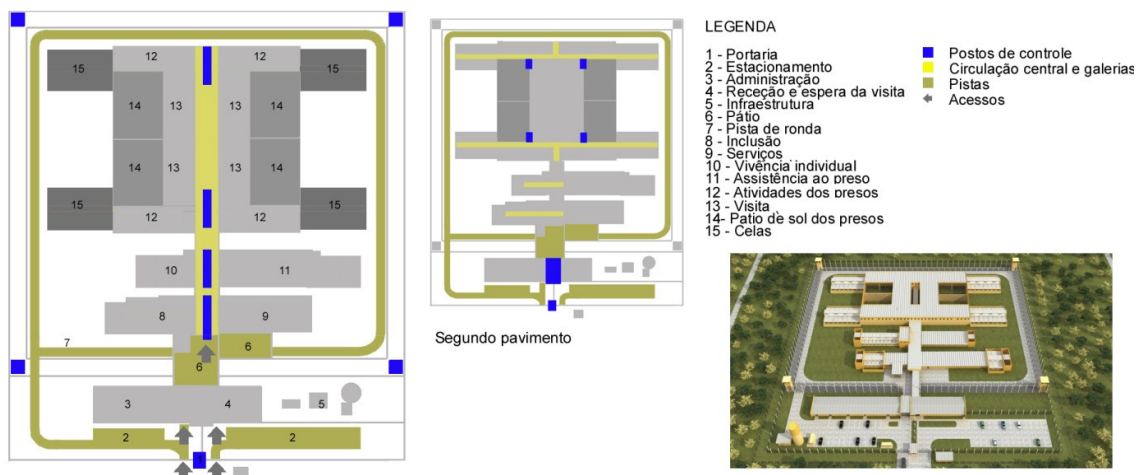 12
12
15
15
14
13
13
14
14
13
13
14
15
15
12
12
10
11
8
9
7
6
6
3
4
5
2
2
1
Segundo pavimento
LEGENDA
1 - Portaria
2 - Estacionamento
3 - Administração
4 - Receção e espera da visita
5 - Infraestrutura
6 - Pátio
7 - Pista de ronda
8 - Inclusão
9 - Serviços
10 - Vivência individual
11 - Assistência ao preso
12 - Atividades dos presos
13 - Visita
14- Patio de sol dos presos
15 - Celas
Postos de controle
Circulação central e galerias
Pistas
Acessos